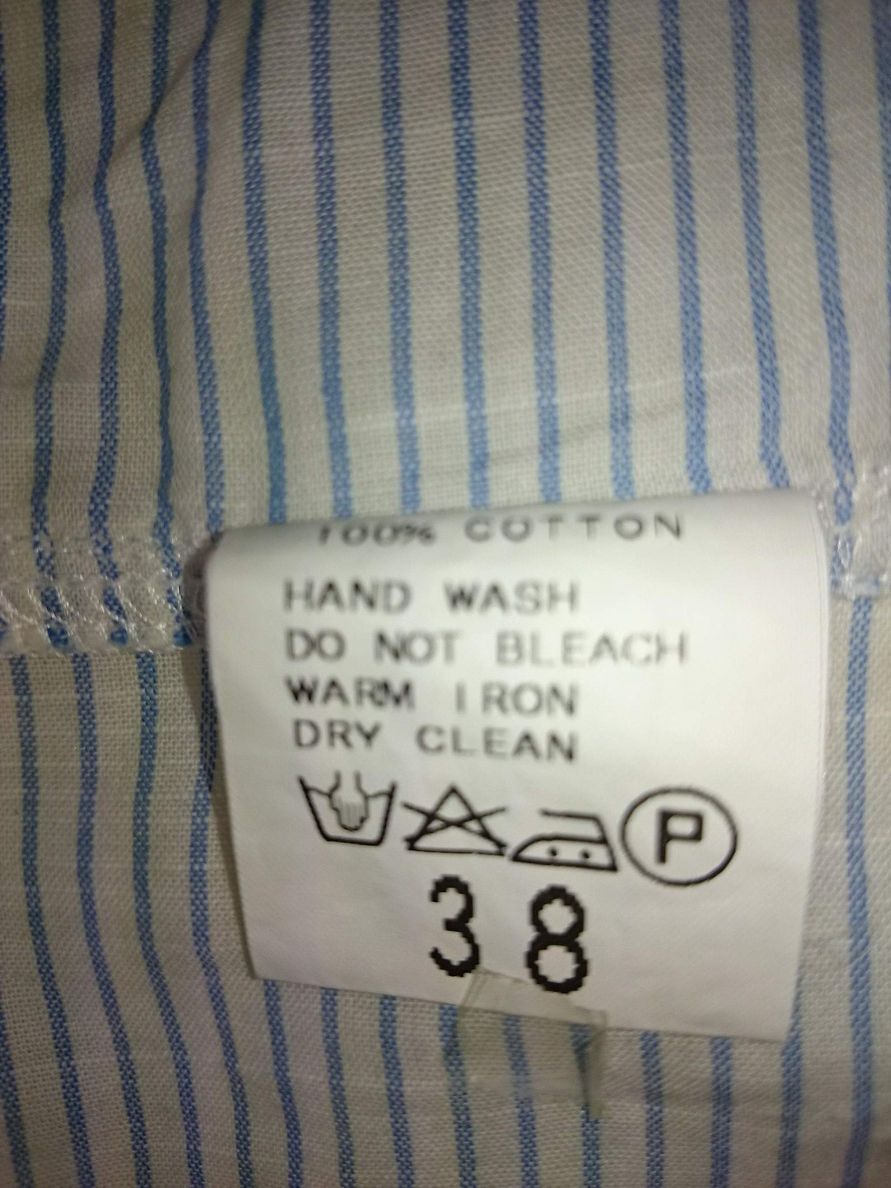 100% COTTON
HAND WASH
DO NOT BLEACH
WARM IRON
DRY CLEAN
P
38